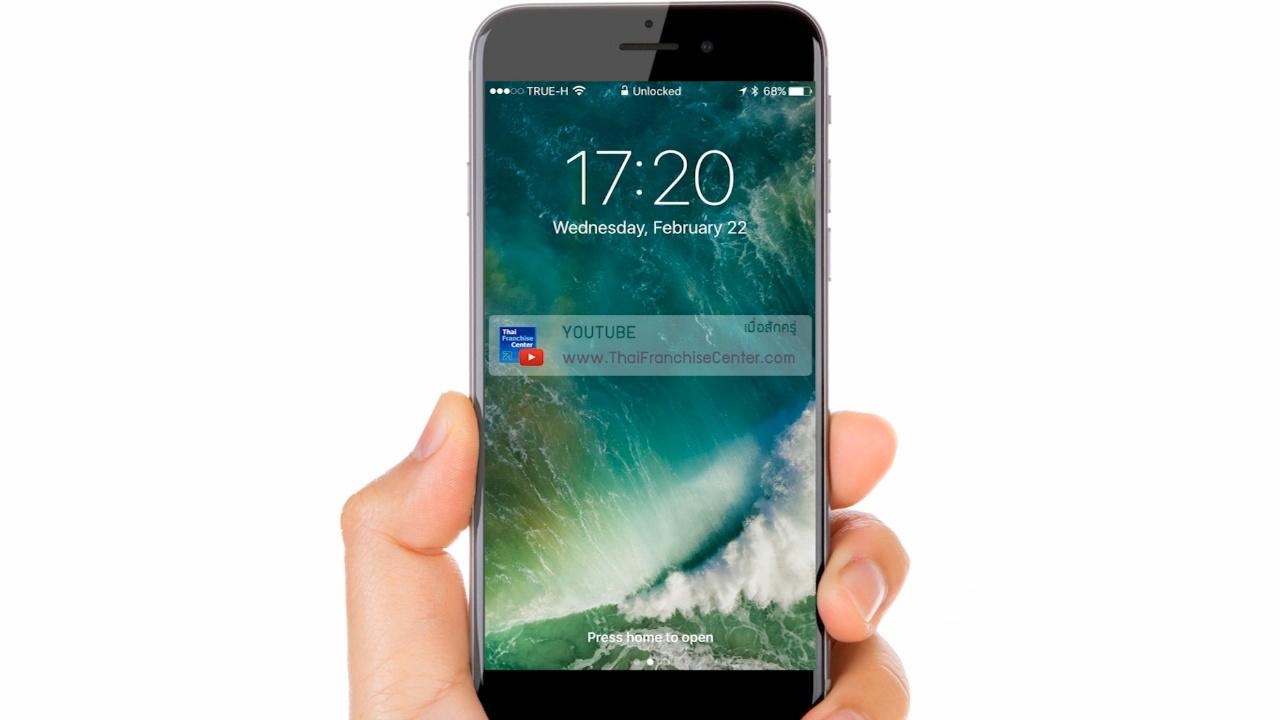 TRUE-H
Unlocked
68%
17:20
Wednesday, February 22
Thai
Franchise
Center
YOUTUBE
เมื่อสักครู่
www.ThaiFranchiseCenter.com
Press home to open